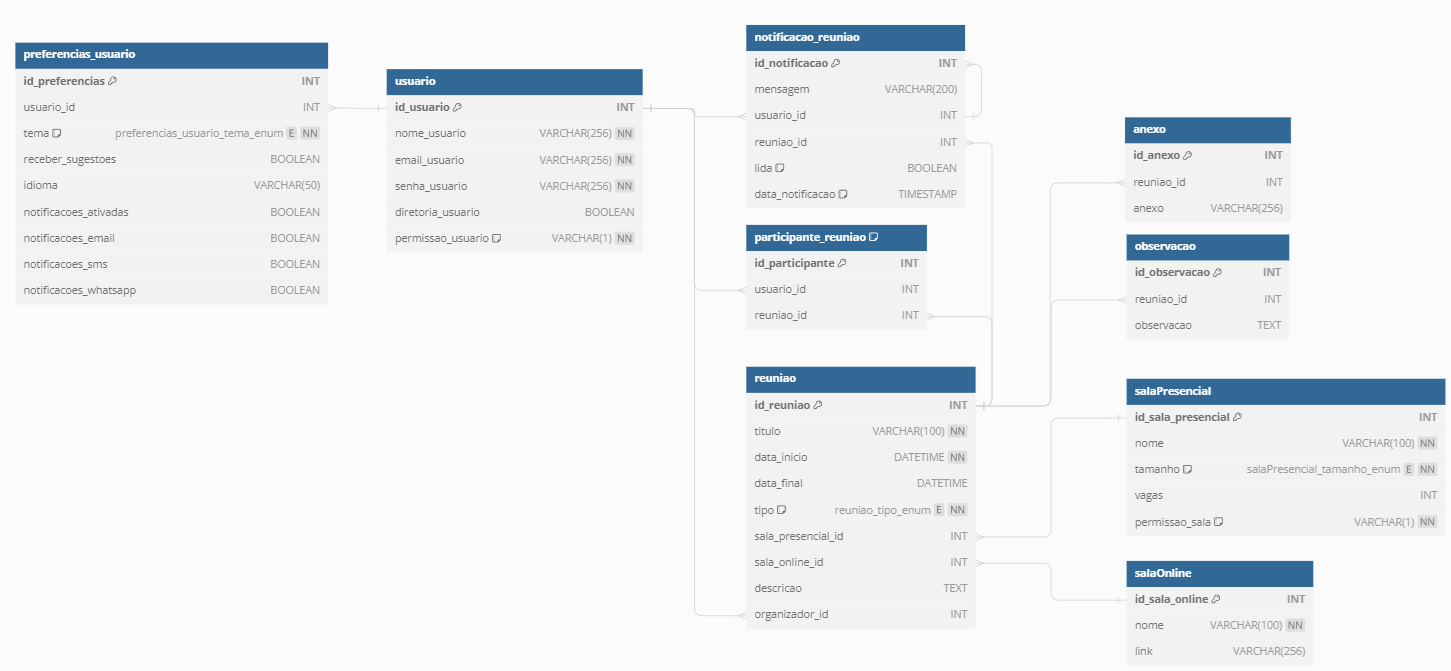 preferencias_usuario
id_preferencias INT
usuario_id INT
tema preferencias_usuario_tema_enum E NN
receber_sugestoes BOOLEAN
idioma VARCHAR(50)
notificacoes_ativadas BOOLEAN
notificacoes_email BOOLEAN
notificacoes_sms BOOLEAN
notificacoes_whatsapp BOOLEAN
usuario
id_usuario INT
nome_usuario VARCHAR(256) NN
email_usuario VARCHAR(256) NN
senha_usuario VARCHAR(256) NN
diretoria_usuario BOOLEAN
permissao_usuario VARCHAR(1) NN
notificacao_reuniao
id_notificacao INT
mensagem VARCHAR(200)
usuario_id INT
reuniao_id INT
lida BOOLEAN
data_notificacao TIMESTAMP
participante_reuniao
id_participante INT
usuario_id INT
reuniao_id INT
reuniao
id_reuniao INT
titulo VARCHAR(100) NN
data_inicio DATETIME NN
data_final DATETIME
tipo reuniao_tipo_enum E NN
sala_presencial_id INT
sala_online_id INT
descricao TEXT
organizador_id INT
anexo
id_anexo INT
reuniao_id INT
anexo VARCHAR(256)
observacao
id_observacao INT
reuniao_id INT
observacao TEXT
salaPresencial
id_sala_presencial INT
nome VARCHAR(100) NN
tamanho salaPresencial_tamanho_enum E NN
vagas INT
permissao_sala VARCHAR(1) NN
salaOnline
id_sala_online INT
nome VARCHAR(100) NN
link VARCHAR(256)